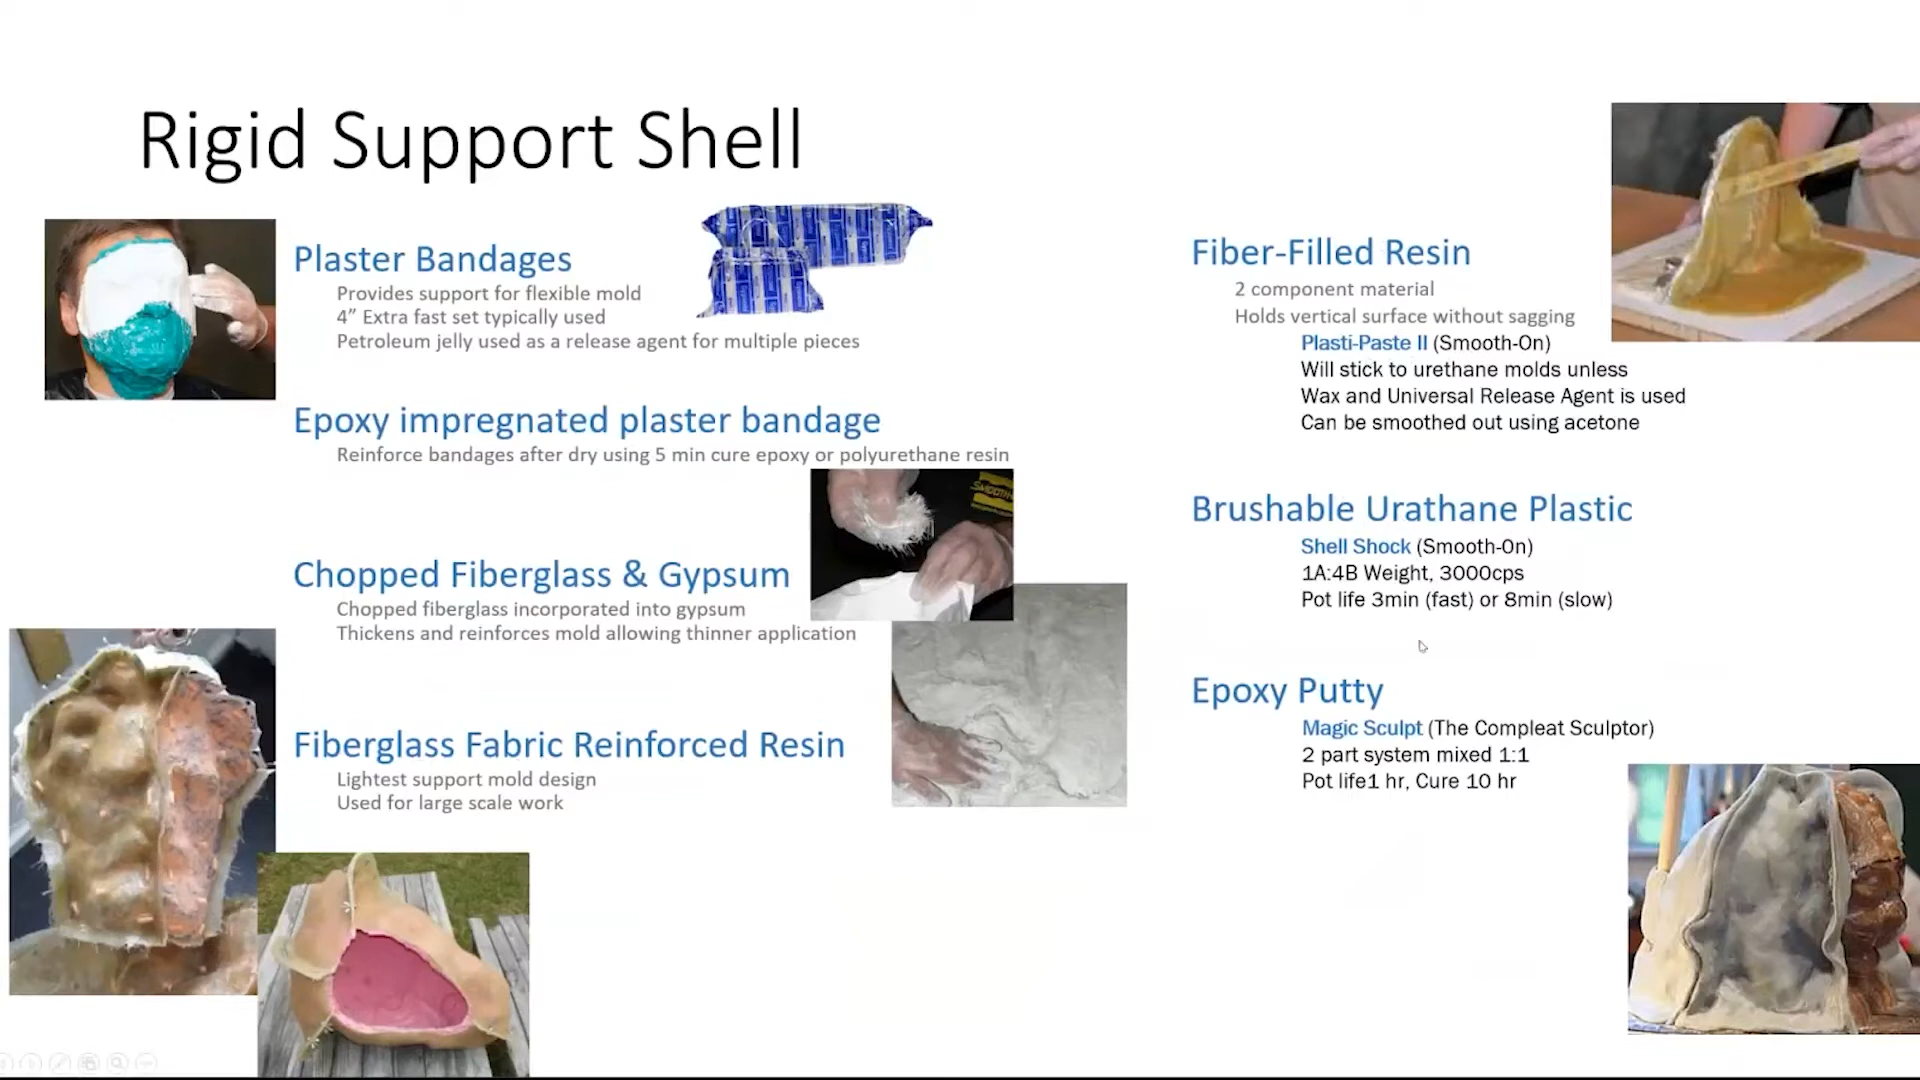 Rigid Support Shell
Plaster Bandages
Provides support for flexible mold
4” Extra fast set typically used
Petroleum jelly used as a release agent for multiple pieces
Epoxy impregnated plaster bandage
Reinforce bandages after dry using 5 min cure epoxy or polyurethane resin
Chopped Fiberglass & Gypsum
Chopped fiberglass incorporated into gypsum
Thickens and reinforces mold allowing thinner application
Fiberglass Fabric Reinforced Resin
Lightest support mold design
Used for large scale work
Fiber-Filled Resin
2 component material
Holds vertical surface without sagging
Plasti-Paste II (Smooth-On)
Will stick to urethane molds unless
Wax and Universal Release Agent is used
Can be smoothed out using acetone
Brushable Urathane Plastic
Shell Shock (Smooth-On)
1A:4B Weight, 3000cps
Pot life 3min (fast) or 8min (slow)
Epoxy Putty
Magic Sculpt (The Compleat Sculptor)
2 part system mixed 1:1
Pot life1 hr, Cure 10 hr